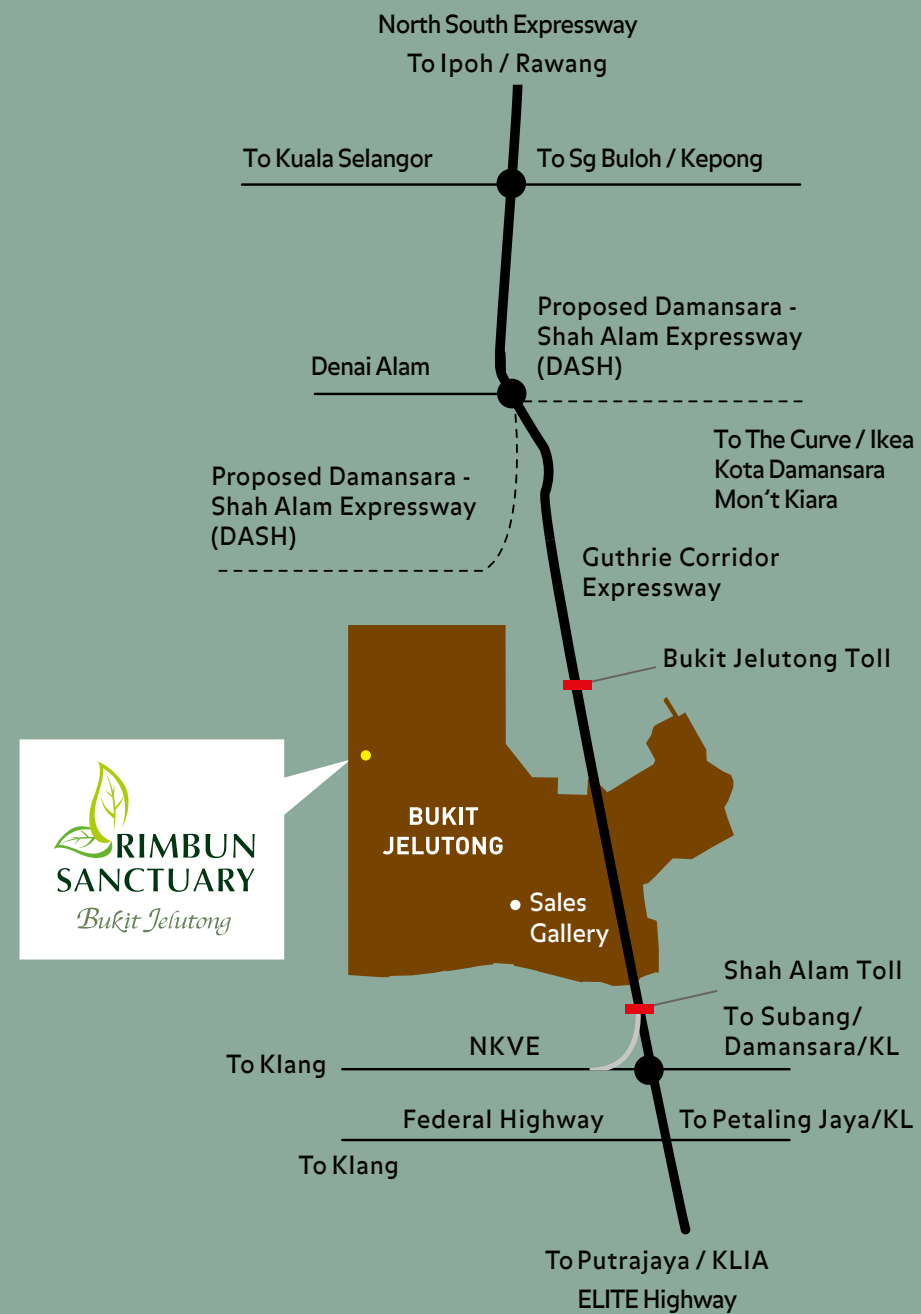 North South Expressway
To Ipoh / Rawang
To Kuala Selangor
To Sg Buloh / Kepong
Proposed Damansara -
Shah Alam Expressway
(DASH)
Denai Alam
To The Curve / Ikea
Kota Damansara
Mon't Kiara
Proposed Damansara -
Shah Alam Expressway
(DASH)
Guthrie Corridor
Expressway
Bukit Jelutong Toll
RIMBUN
SANCTUARY
Bukit Jelutong
BUKIT
JELUTONG
Sales
Gallery
Shah Alam Toll
To Subang/
Damansara/KL
NKVE
To Klang
Federal Highway
To Petaling Jaya/KL
To Klang
To Putrajaya / KLIA
ELITE Highway